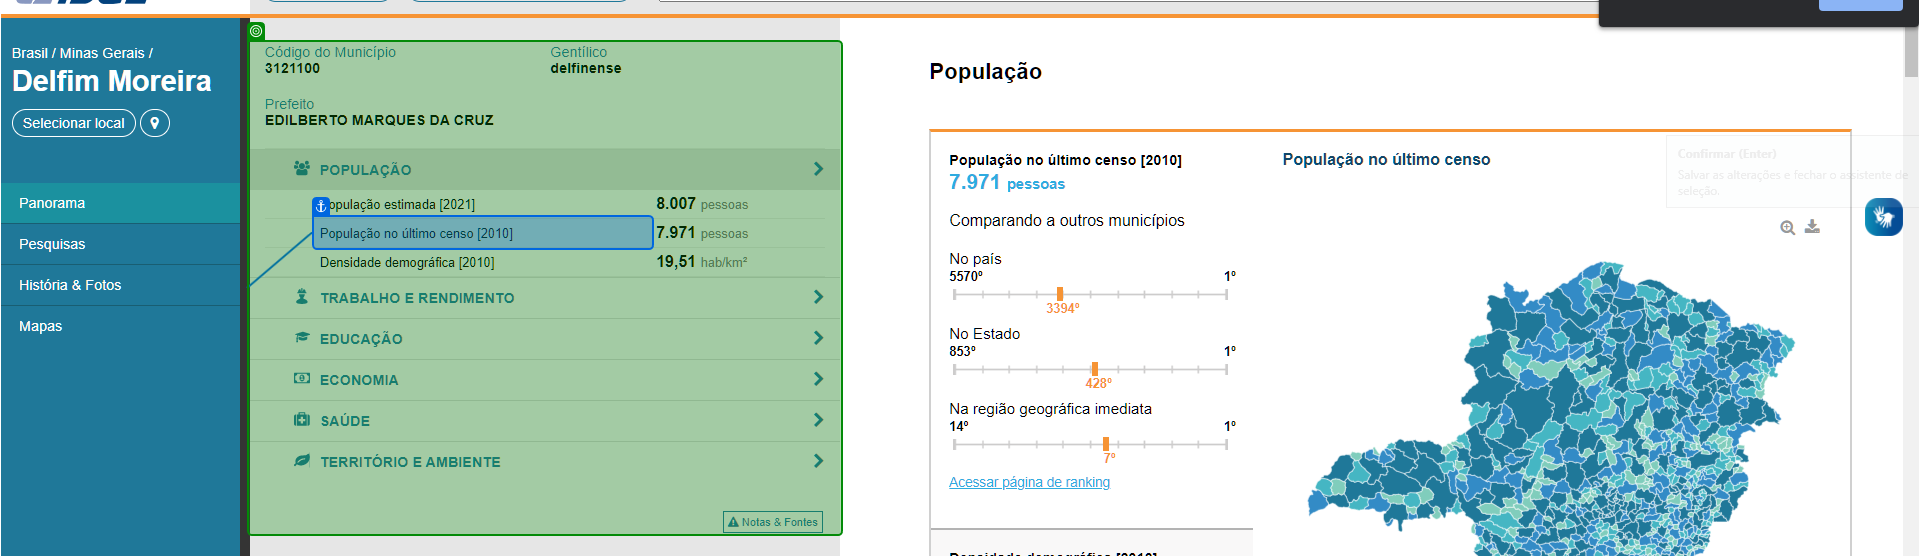 Brasil / Minas Gerais /
Delfim Moreira
Selecionar local
Panorama
Pesquisas
História & Fotos
Mapas
Código do Município
3121100
Gentílico
delfinense
Prefeito
EDILBERTO MARQUES DA CRUZ
POPULAÇÃO
opulação estimada [2021] 8.007 pessoas
População no último censo [2010] 7.971 pessoas
Densidade demográfica [2010] 19,51 hab/km²
TRABALHO E RENDIMENTO
EDUCAÇÃO
ECONOMIA
SAÚDE
TERRITÓRIO E AMBIENTE
Notas & Fontes
População
População no último censo [2010]
7.971 pessoas
Comparando a outros municípios
No país
5570º 1º
3394º
No Estado
853º 1º
428º
Na região geográfica imediata
14º 1º
7º
Acessar página de ranking
População no último censo
Confirmar (Enter)
Salvar as alterações e fechar o assistente de
seleção.